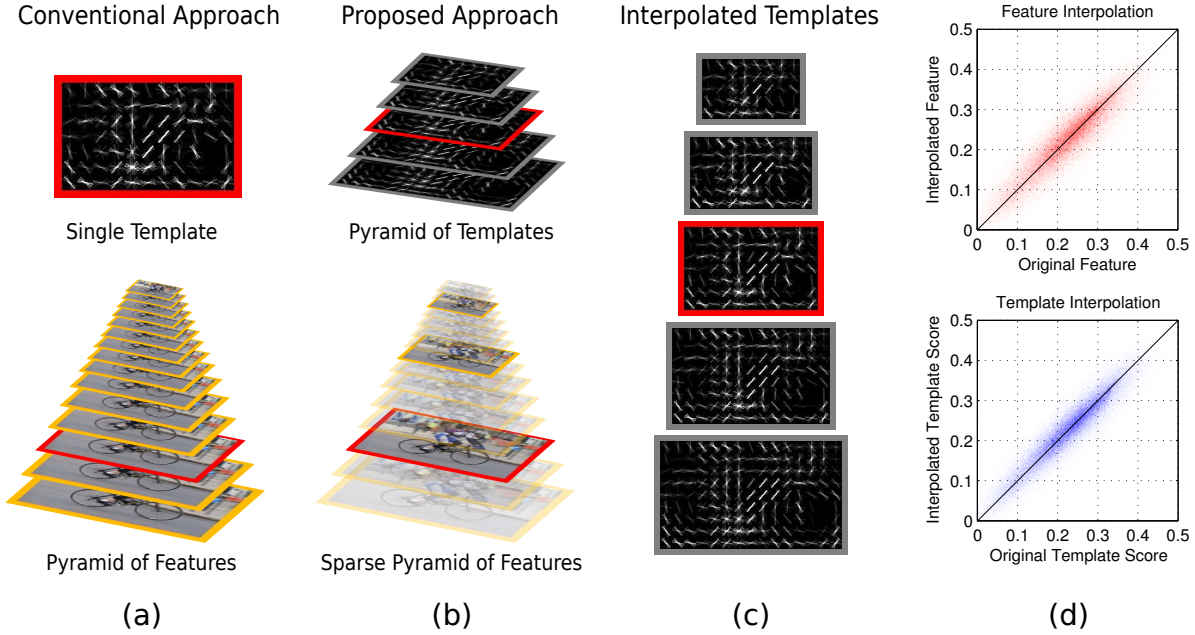 Conventional Approach
Proposed Approach
Interpolated Templates
Single Template
Pyramid of Features
(a)
Pyramid of Templates
Sparse Pyramid of Features
(b)
(c)
Feature Interpolation
Interpolated Feature
0.5
0.4
0.3
0.2
0.1
0
0 0.1 0.2 0.3 0.4 0.5
Original Feature
Template Interpolation
Interpolated Template Score
0.5
0.4
0.3
0.2
0.1
0
0 0.1 0.2 0.3 0.4 0.5
Original Template Score
(d)